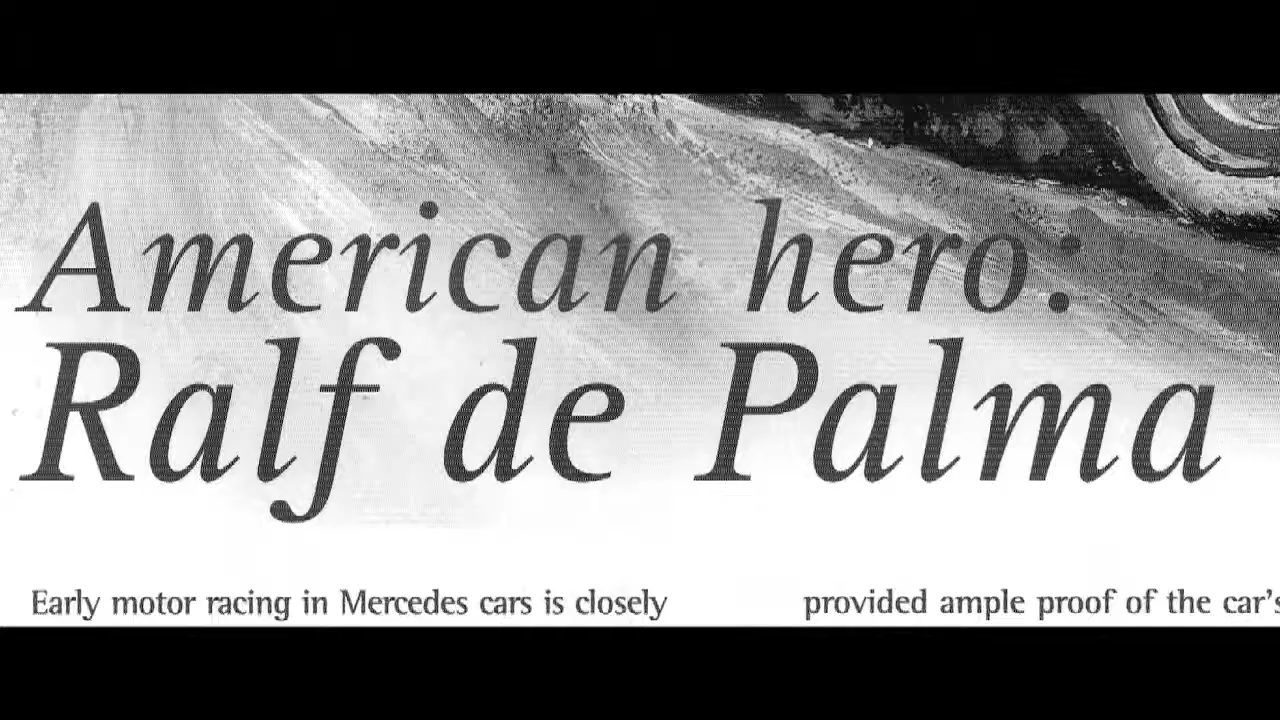 American hero:
Ralf de Palma
Early motor racing in Mercedes cars is closely
provided ample proof of the car's